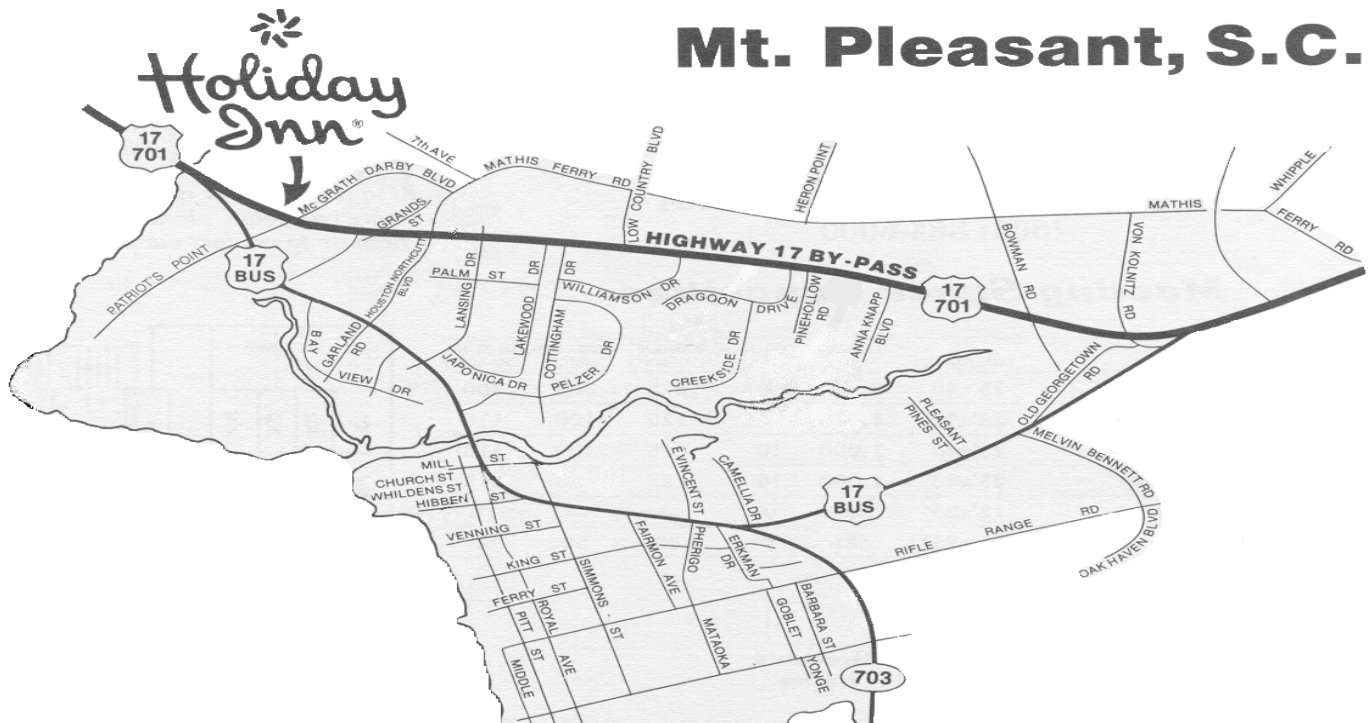 Mt. Pleasant, S.C.
Holiday
Inn®
17
701
7th AVE
MATHIS FERRY RD
LOW COUNTRY BLVD
HERON POINT
WHIPPLE
McGRATH DARBY BLVD
GRANDS
ST
MATHIS
FERRY RD
HIGHWAY 17 BY-PASS
BOWMAN
RD
VON KOLNITZ
RD
PATRIOT'S POINT
17
BUS
HOUSTON NORTHCUTT
BLVD
PALM ST
LANSING DR
LAKEWOOD DR
COTTINGHAM DR
WILLIAMSON DR
DRAGOON
DRIVE
PINEHOLLOW
RD
ANNA KNAPP
BLVD
17
701
BAY
VIEW DR
GARLAND
RD
JAPONICA DR
PELZER DR
CREEKSIDE DR
OLD GEORGETOWN
RD
PLEASANT
PINES ST
MELVIN BENNETT RD
OAK HAVEN BLVD
MILL ST
CHURCH ST
WHILDENS ST
HIBBEN ST
E VINCENT ST
CAMELLIA DR
17
BUS
VENNING ST
KING ST
FERRY ST
SIMMONS ST
FAIRMON AVE
PHERIGO
ERKMAN
DR
RIFLE RANGE RD
PITT ST
ROYAL AVE
MIDDLE
MATAOKA
GOBLET
BARBARA ST
YONGE
703